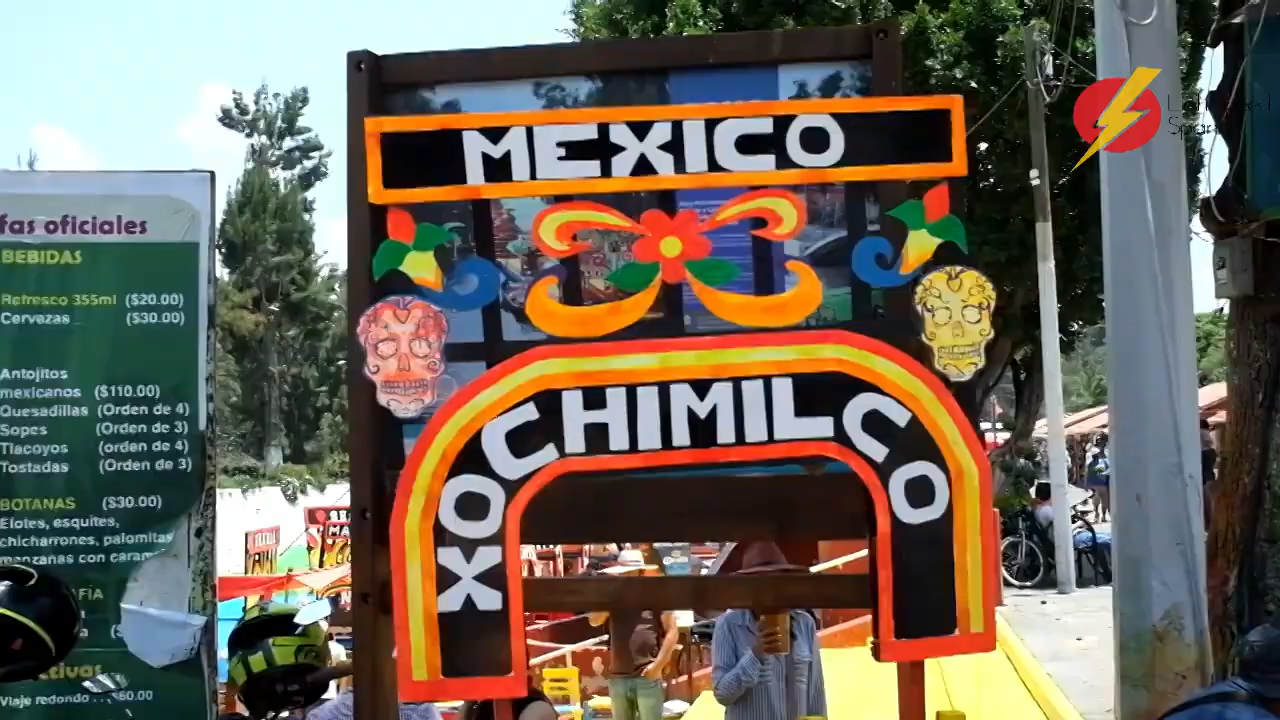 MEXICO
XOCHIMILCO
fas oficiales
BEBIDAS
Refresco 355ml ($20.00)
Cervezas ($30.00)
Antojitos
mexicanos ($110.00)
Quesadillas (Orden de 4)
Sopes (Orden de 3)
Tlacoyos (orden de 4)
Tostadas (Orden de 3)
BOTANAS ($30.00)
Elotes, esquites,
chicharrones, palomitas
manzanas con caram
AFIA
Viaje redondo